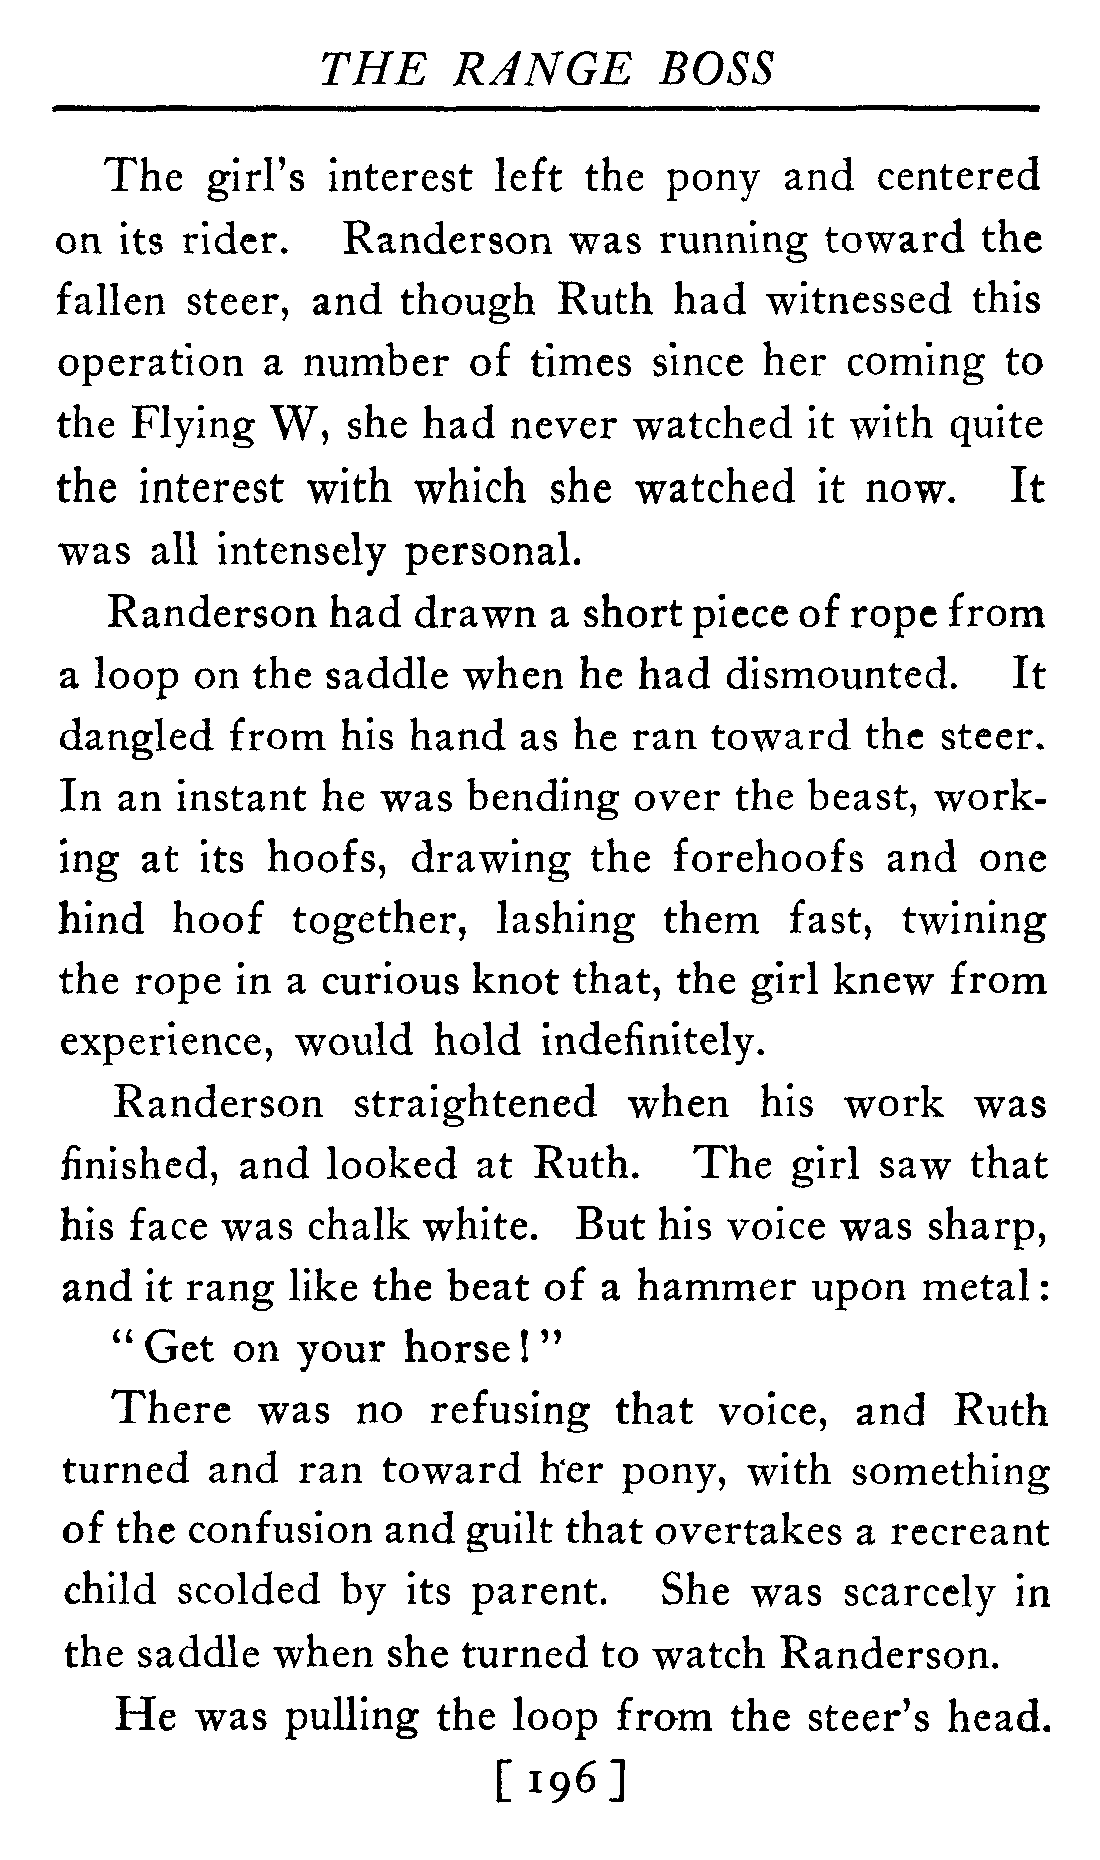 THE RANGE BOSS
The girl's interest left the pony and centered
on its rider. Randerson was running toward the
fallen steer, and though Ruth had witnessed this
operation a number of times since her coming to
the Flying W, she had never watched it with quite
the interest with which she watched it now. It
was all intensely personal.
Randerson had drawn a short piece of rope from
a loop on the saddle when he had dismounted. It
dangled from his hand as he ran toward the steer.
In an instant he was bending over the beast, work-
ing at its hoofs, drawing the forehoofs and one
hind hoof together, lashing them fast, twining
the rope in a curious knot that, the girl knew from
experience, would hold indefinitely.
Randerson straightened when his work was
finished, and looked at Ruth. The girl saw that
his face was chalk white. But his voice was sharp,
and it rang like the beat of a hammer upon metal:
"Get on your horse!"
There was no refusing that voice, and Ruth
turned and ran toward her pony, with something
of the confusion and guilt that overtakes a recreant
child scolded by its parent. She was scarcely in
the saddle when she turned to watch Randerson.
He was pulling the loop from the steer's head.
[ 196 ]